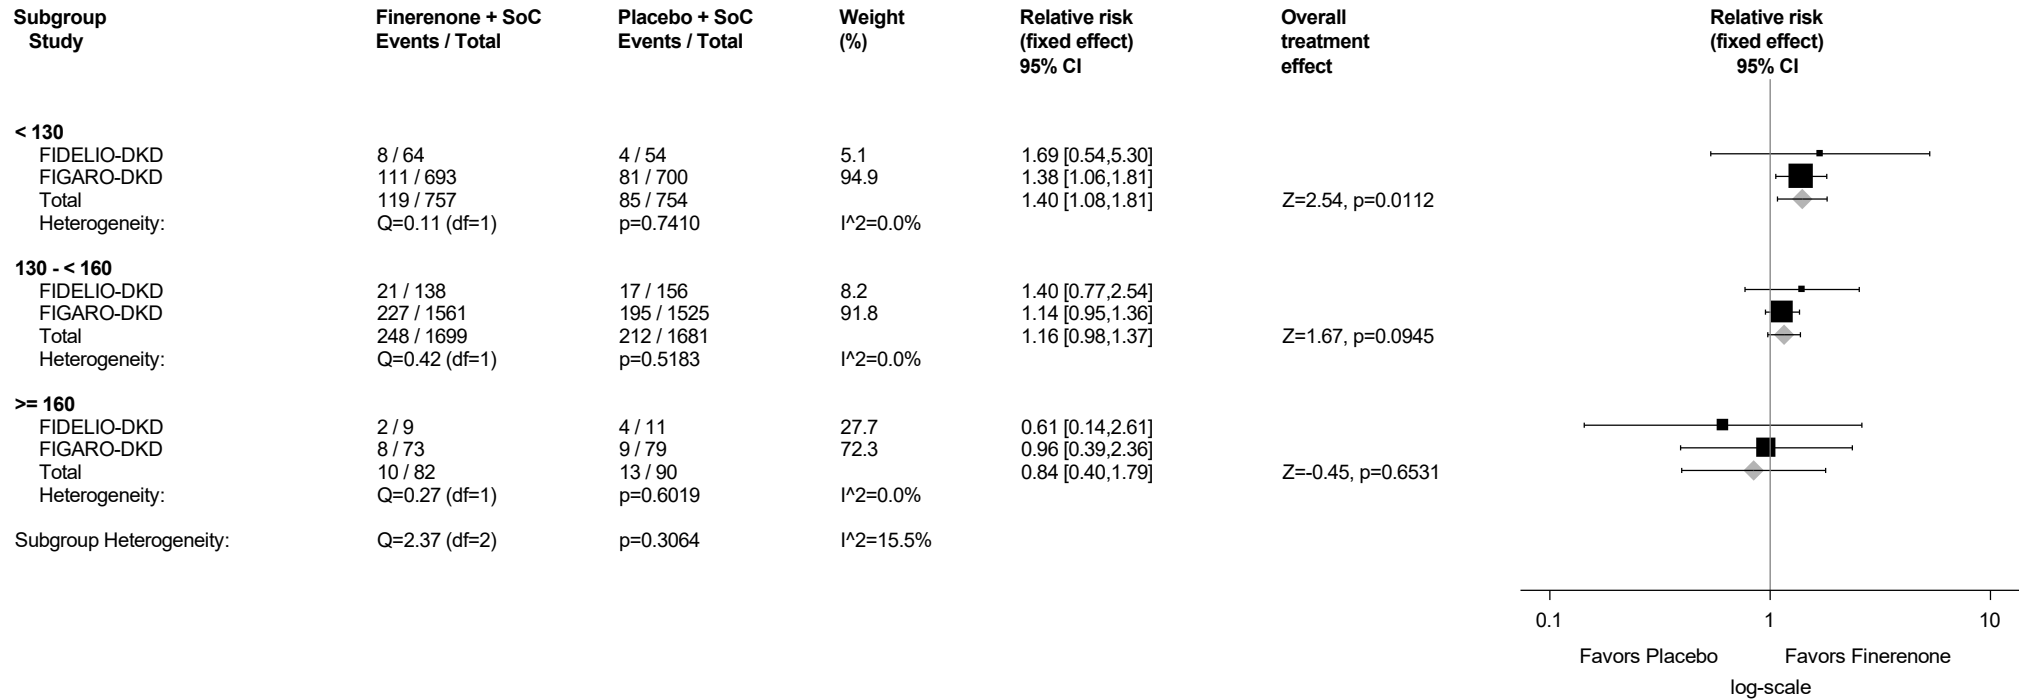 Subgroup Finerenone + SoC Placebo + SoC Weight Relative risk Overall Relative risk
Study Events / Total Events / Total (%) (fixed effect) treatment (fixed effect)
95% CI effect 95% CI
< 130
FIDELIO-DKD 8 / 64 4 / 54 5.1 1.69 [0.54,5.30]
FIGARO-DKD 111 / 693 81 / 700 94.9 1.38 [1.06,1.81]
Total 119 / 757 85 / 754 1.40 [1.08,1.81] Z=2.54, p=0.0112
Heterogeneity: Q=0.11 (df=1) p=0.7410 I^2=0.0%
130 - < 160
FIDELIO-DKD 21 / 138 17 / 156 8.2 1.40 [0.77,2.54]
FIGARO-DKD 227 / 1561 195 / 1525 91.8 1.14 [0.95,1.36]
Total 248 / 1699 212 / 1681 1.16 [0.98,1.37] Z=1.67, p=0.0945
Heterogeneity: Q=0.42 (df=1) p=0.5183 I^2=0.0%
>= 160
FIDELIO-DKD 2 / 9 4 / 11 27.7 0.61 [0.14,2.61]
FIGARO-DKD 8 / 73 9 / 79 72.3 0.96 [0.39,2.36]
Total 10 / 82 13 / 90 0.84 [0.40,1.79] Z=-0.45, p=0.6531
Heterogeneity: Q=0.27 (df=1) p=0.6019 I^2=0.0%
Subgroup Heterogeneity: Q=2.37 (df=2) p=0.3064 I^2=15.5%
0.1 1 10
Favors Placebo Favors Finerenone
log-scale